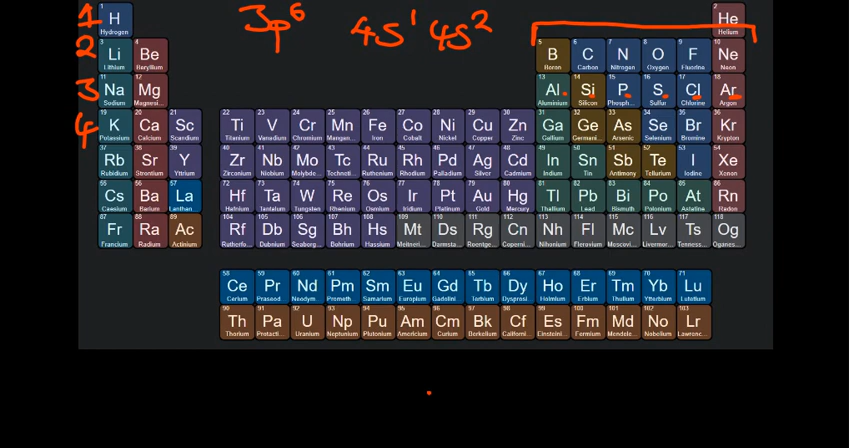 1 3p⁶ 4s¹ 4s²
1 H Hydrogen 2 He Helium
2 3 Li Lithium 4 Be Beryllium 5 B Boron 6 C Carbon 7 N Nitrogen 8 O Oxygen 9 F Fluorine 10 Ne Neon
3 11 Na Sodium 12 Mg Magnesi... 13 Al Aluminium 14 Si Silicon 15 P Phosph... 16 S Sulfur 17 Cl Chlorine 18 Ar Argon
4 19 K Potassium 20 Ca Calcium 21 Sc Scandium 22 Ti Titanium 23 V Vanadium 24 Cr Chromium 25 Mn Mangan... 26 Fe Iron 27 Co Cobalt 28 Ni Nickel 29 Cu Copper 30 Zn Zinc 31 Ga Gallium 32 Ge Germani... 33 As Arsenic 34 Se Selenium 35 Br Bromine 36 Kr Krypton
37 Rb Rubidium 38 Sr Strontium 39 Y Yttrium 40 Zr Zirconium 41 Nb Niobium 42 Mo Molybde... 43 Tc Techneti... 44 Ru Ruthenium 45 Rh Rhodium 46 Pd Palladium 47 Ag Silver 48 Cd Cadmium 49 In Indium 50 Sn Tin 51 Sb Antimony 52 Te Tellurium 53 I Iodine 54 Xe Xenon
55 Cs Caesium 56 Ba Barium 57 La Lanthan... 72 Hf Hafnium 73 Ta Tantalum 74 W Tungsten 75 Re Rhenium 76 Os Osmium 77 Ir Iridium 78 Pt Platinum 79 Au Gold 80 Hg Mercury 81 Tl Thallium 82 Pb Lead 83 Bi Bismuth 84 Po Polonium 85 At Astatine 86 Rn Radon
87 Fr Francium 88 Ra Radium 89 Ac Actinium 104 Rf Rutherfo... 105 Db Dubnium 106 Sg Seaborg... 107 Bh Bohrium 108 Hs Hassium 109 Mt Meitneri... 110 Ds Darmsta... 111 Rg Roentge... 112 Cn Coperni... 113 Nh Nihonium 114 Fl Flerovium 115 Mc Moscovi... 116 Lv Livermor... 117 Ts Tenness... 118 Og Oganes...
58 Ce Cerium 59 Pr Praseod... 60 Nd Neodym... 61 Pm Prometh... 62 Sm Samarium 63 Eu Europium 64 Gd Gadolini... 65 Tb Terbium 66 Dy Dysprosi... 67 Ho Holmium 68 Er Erbium 69 Tm Thulium 70 Yb Ytterbium 71 Lu Lutetium
90 Th Thorium 91 Pa Protacti... 92 U Uranium 93 Np Neptunium 94 Pu Plutonium 95 Am Americium 96 Cm Curium 97 Bk Berkelium 98 Cf Californi... 99 Es Einsteini... 100 Fm Fermium 101 Md Mendele... 102 No Nobelium 103 Lr Lawrenc...